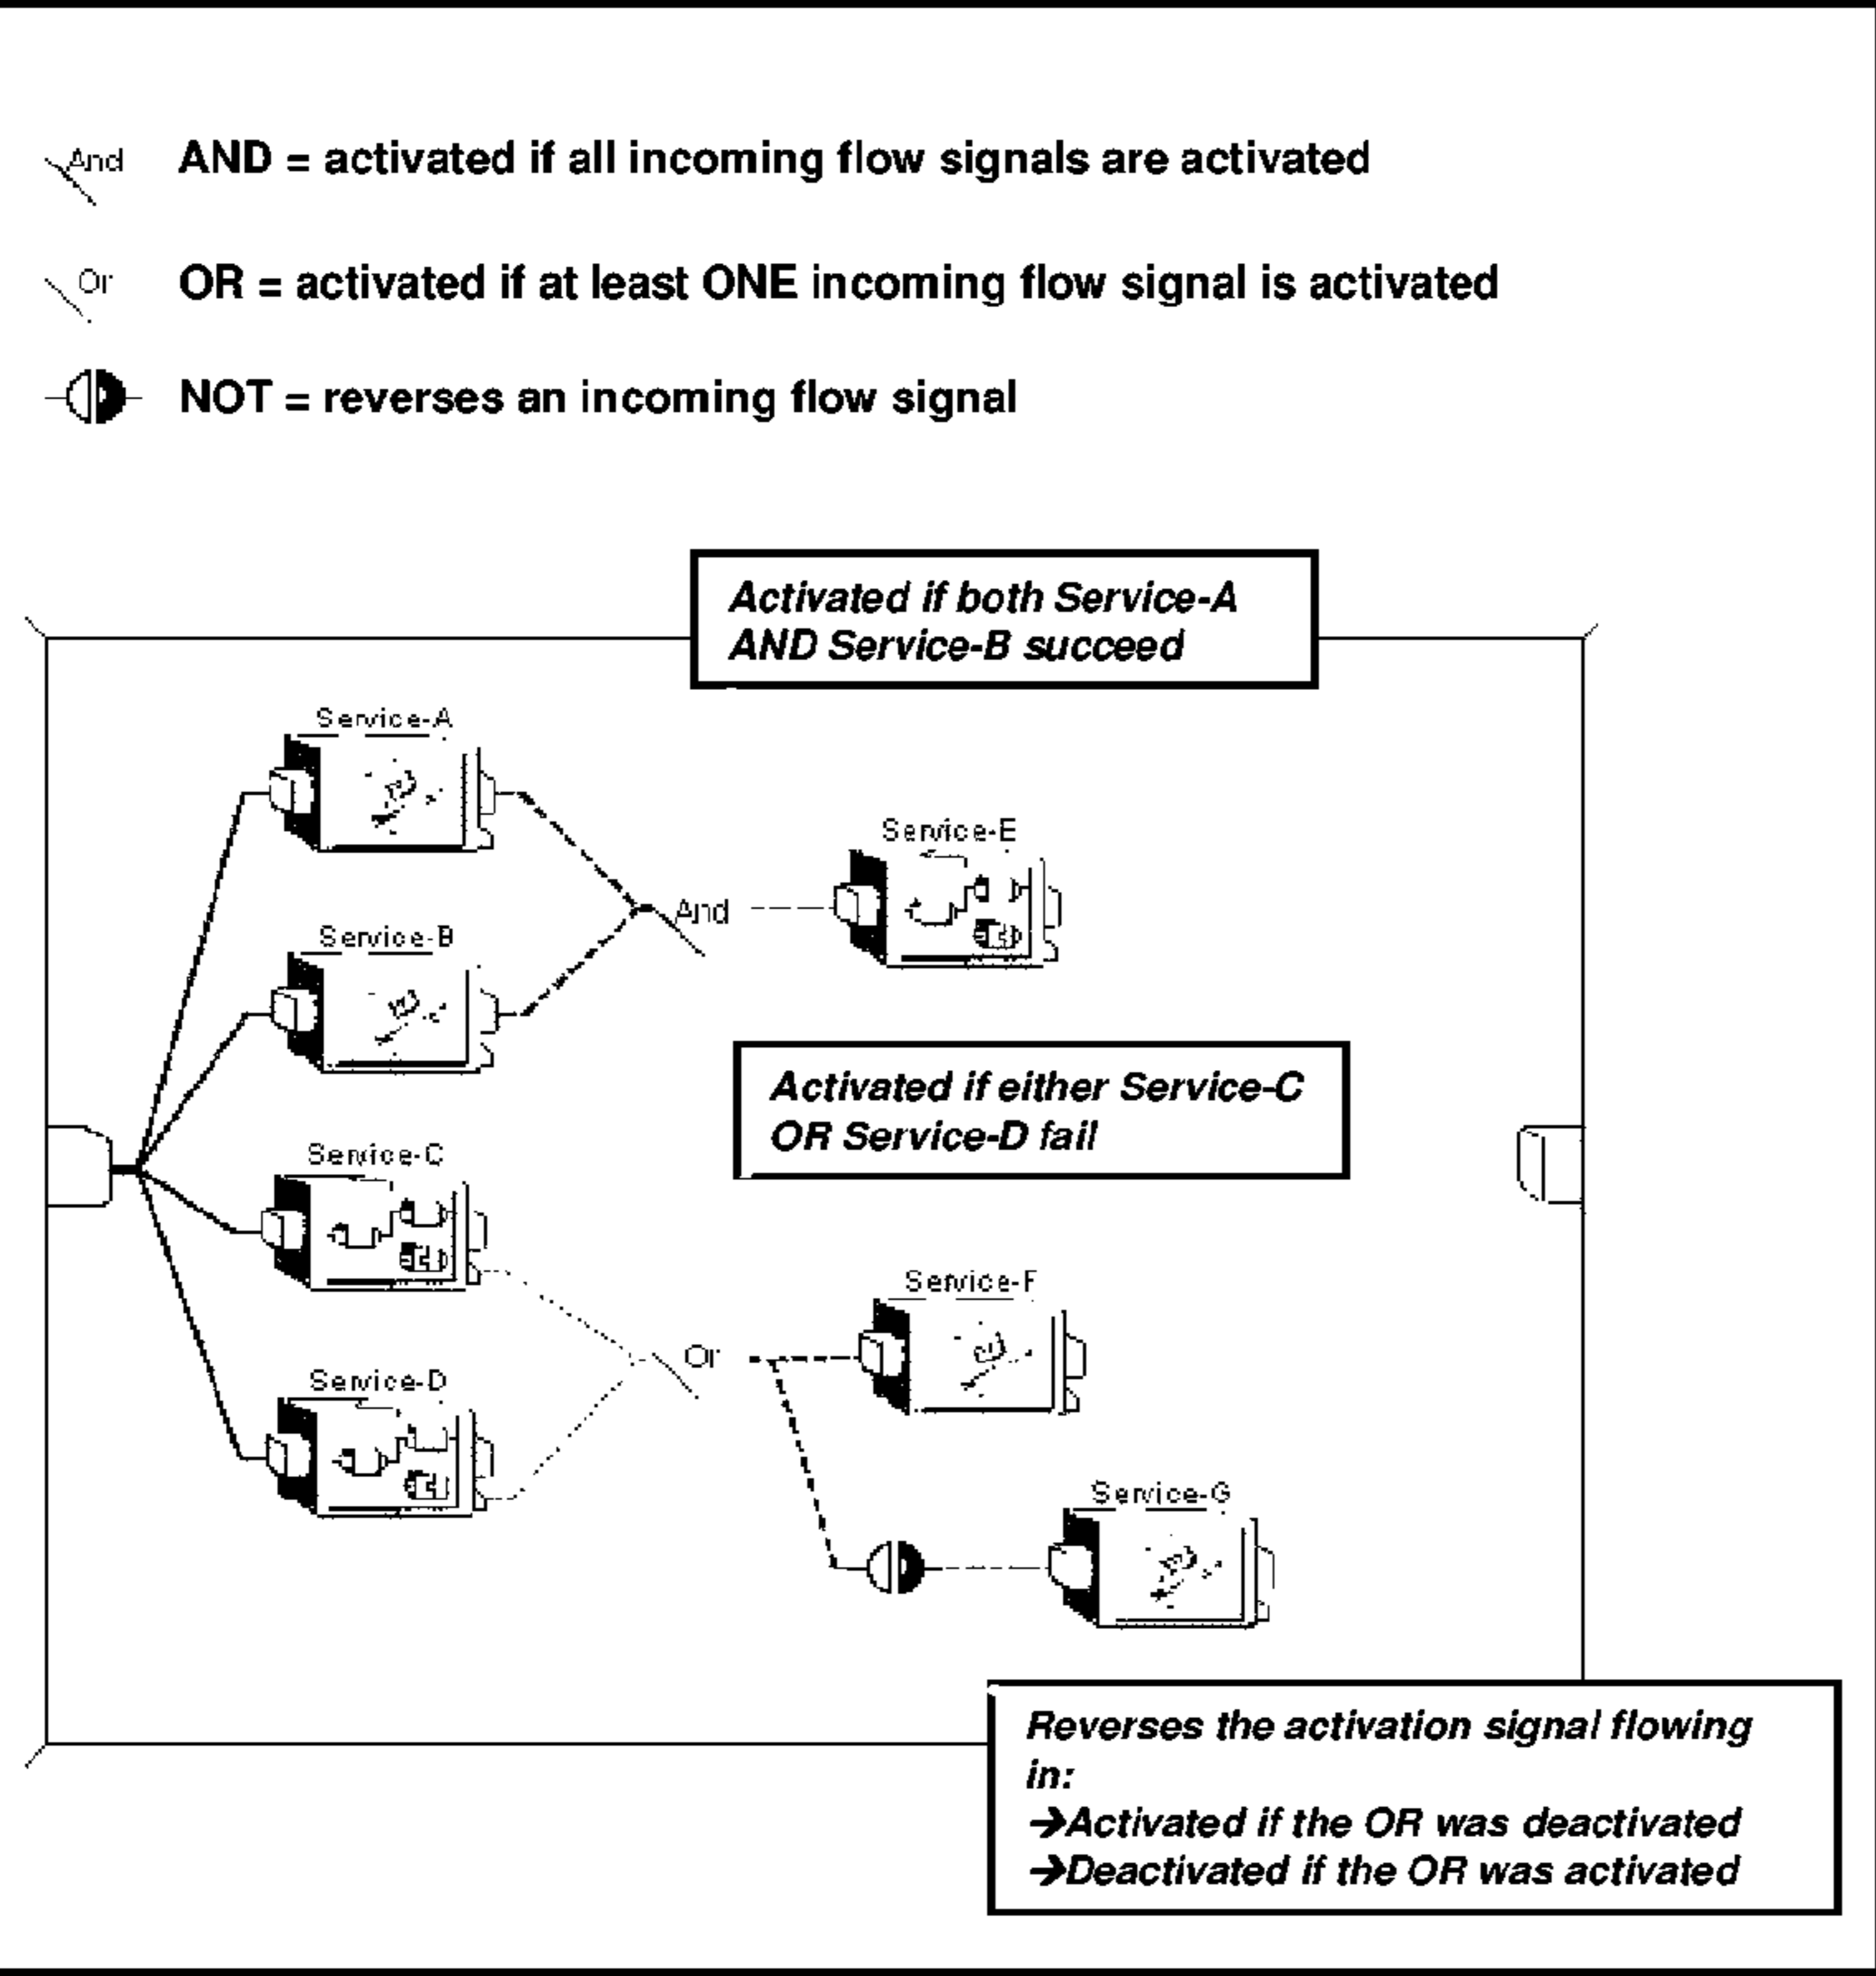 And AND = activated if all incoming flow signals are activated
Or OR = activated if at least ONE incoming flow signal is activated
NOT = reverses an incoming flow signal
Activated if both Service-A
AND Service-B succeed
Service-A
Service-E
And
Service-B
Activated if either Service-C
OR Service-D fail
Service-C
Service-F
Or
Service-D
Service-G
Reverses the activation signal flowing
in:
→Activated if the OR was deactivated
→Deactivated if the OR was activated